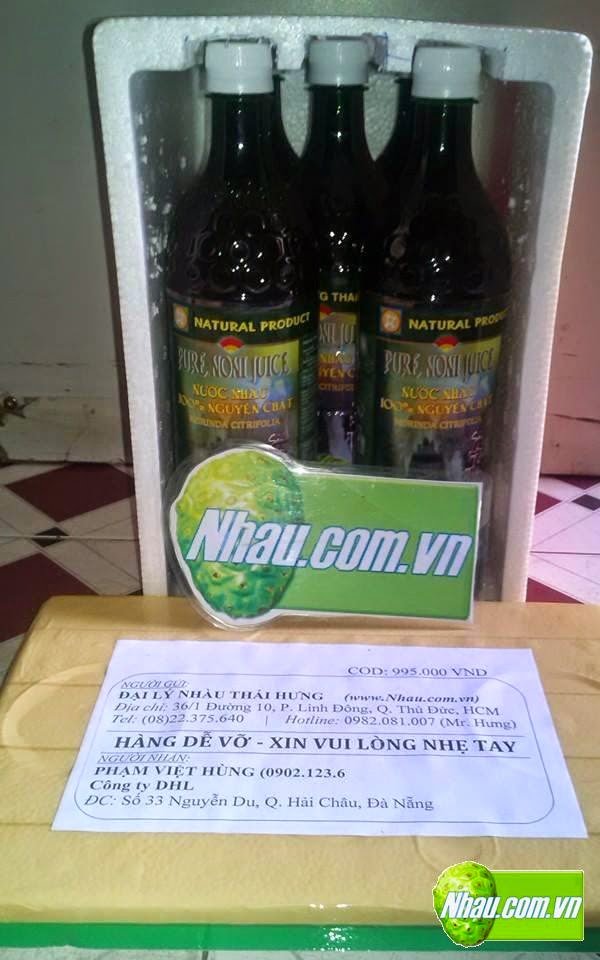 NATURAL PRODUCT
PURE NONI JUICE
NƯỚC NHÀU
100% NGUYÊN CHẤT
MORINDA CITRIFOLIA
NATURAL PRODUCT
PURE NONI JUICE
NƯỚC NHÀU
100% NGUYÊN CHẤT
MORINDA CITRIFOLIA
Nhau.com.vn
COD: 995.000 VND
NGƯỜI GỬI:
ĐẠI LÝ NHÀU THÁI HƯNG (www.Nhau.com.vn)
Địa chỉ: 36/1 Đường 10, P. Linh Đông, Q. Thủ Đức, HCM
Tel: (08)22.375.640 | Hotline: 0982.081.007 (Mr. Hưng)
HÀNG DỄ VỠ - XIN VUI LÒNG NHẸ TAY
NGƯỜI NHẬN:
PHẠM VIỆT HÙNG (0902.123.6
Công ty DHL
ĐC: Số 33 Nguyễn Du, Q. Hải Châu, Đà Nẵng
Nhau.com.vn